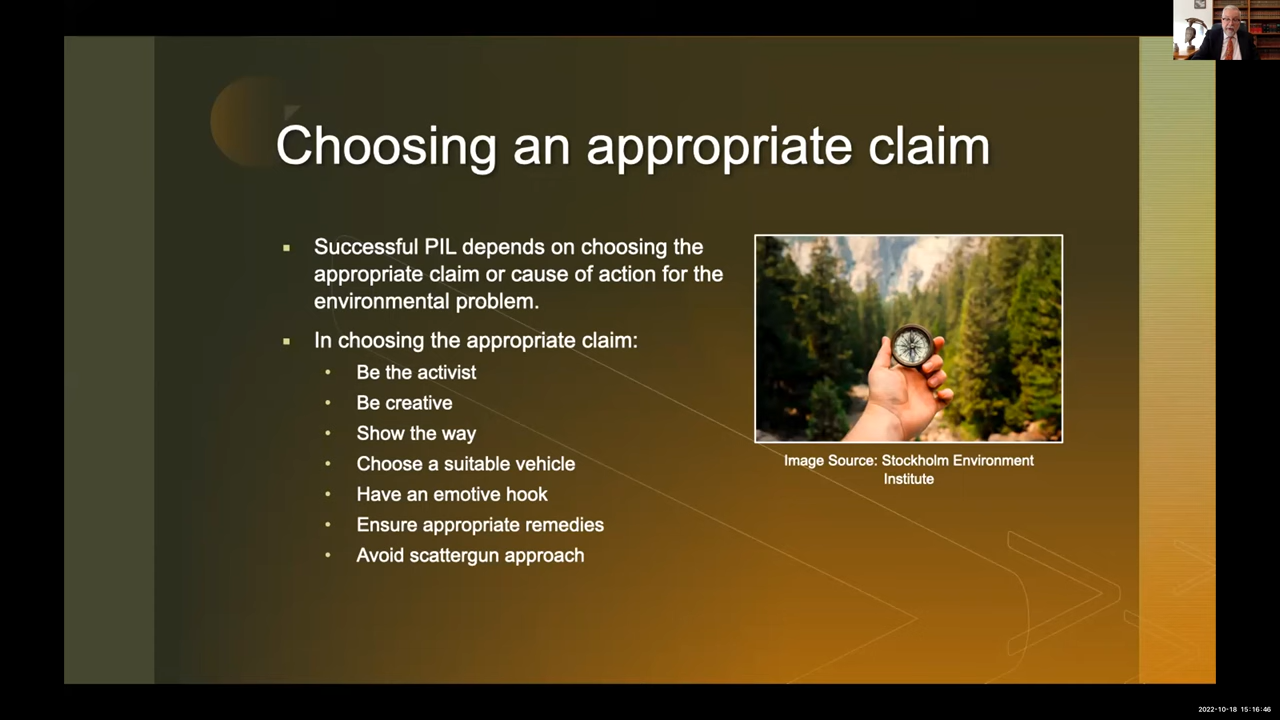 Choosing an appropriate claim
Successful PIL depends on choosing the
appropriate claim or cause of action for the
environmental problem.
In choosing the appropriate claim:
Be the activist
Be creative
Show the way
Choose a suitable vehicle
Have an emotive hook
Ensure appropriate remedies
Avoid scattergun approach
Image Source: Stockholm Environment
Institute
2022-10-18 15:16:46